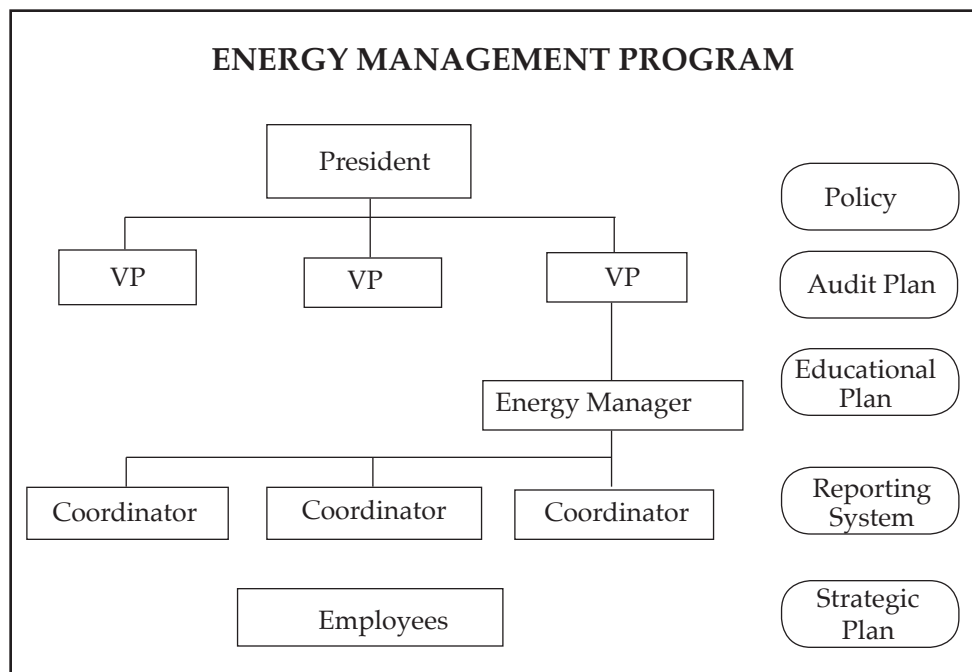 ENERGY MANAGEMENT PROGRAM
President
Policy
VP
VP
VP
Audit Plan
Educational
Plan
Energy Manager
Coordinator
Coordinator
Coordinator
Reporting
System
Employees
Strategic
Plan